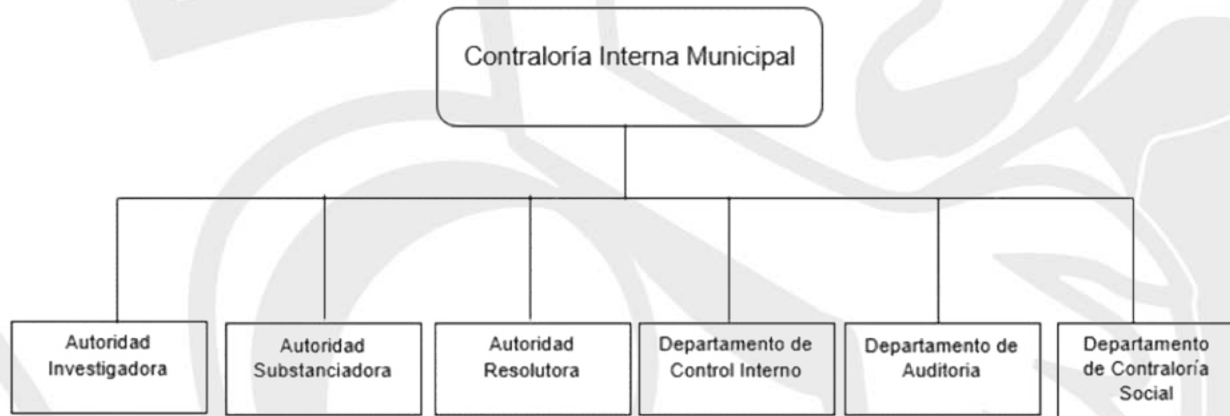 Contraloría Interna Municipal
Autoridad
Investigadora
Autoridad
Substanciadora
Autoridad
Resolutora
Departamento de
Control Interno
Departamento de
Auditoria
Departamento
de Contraloría
Social